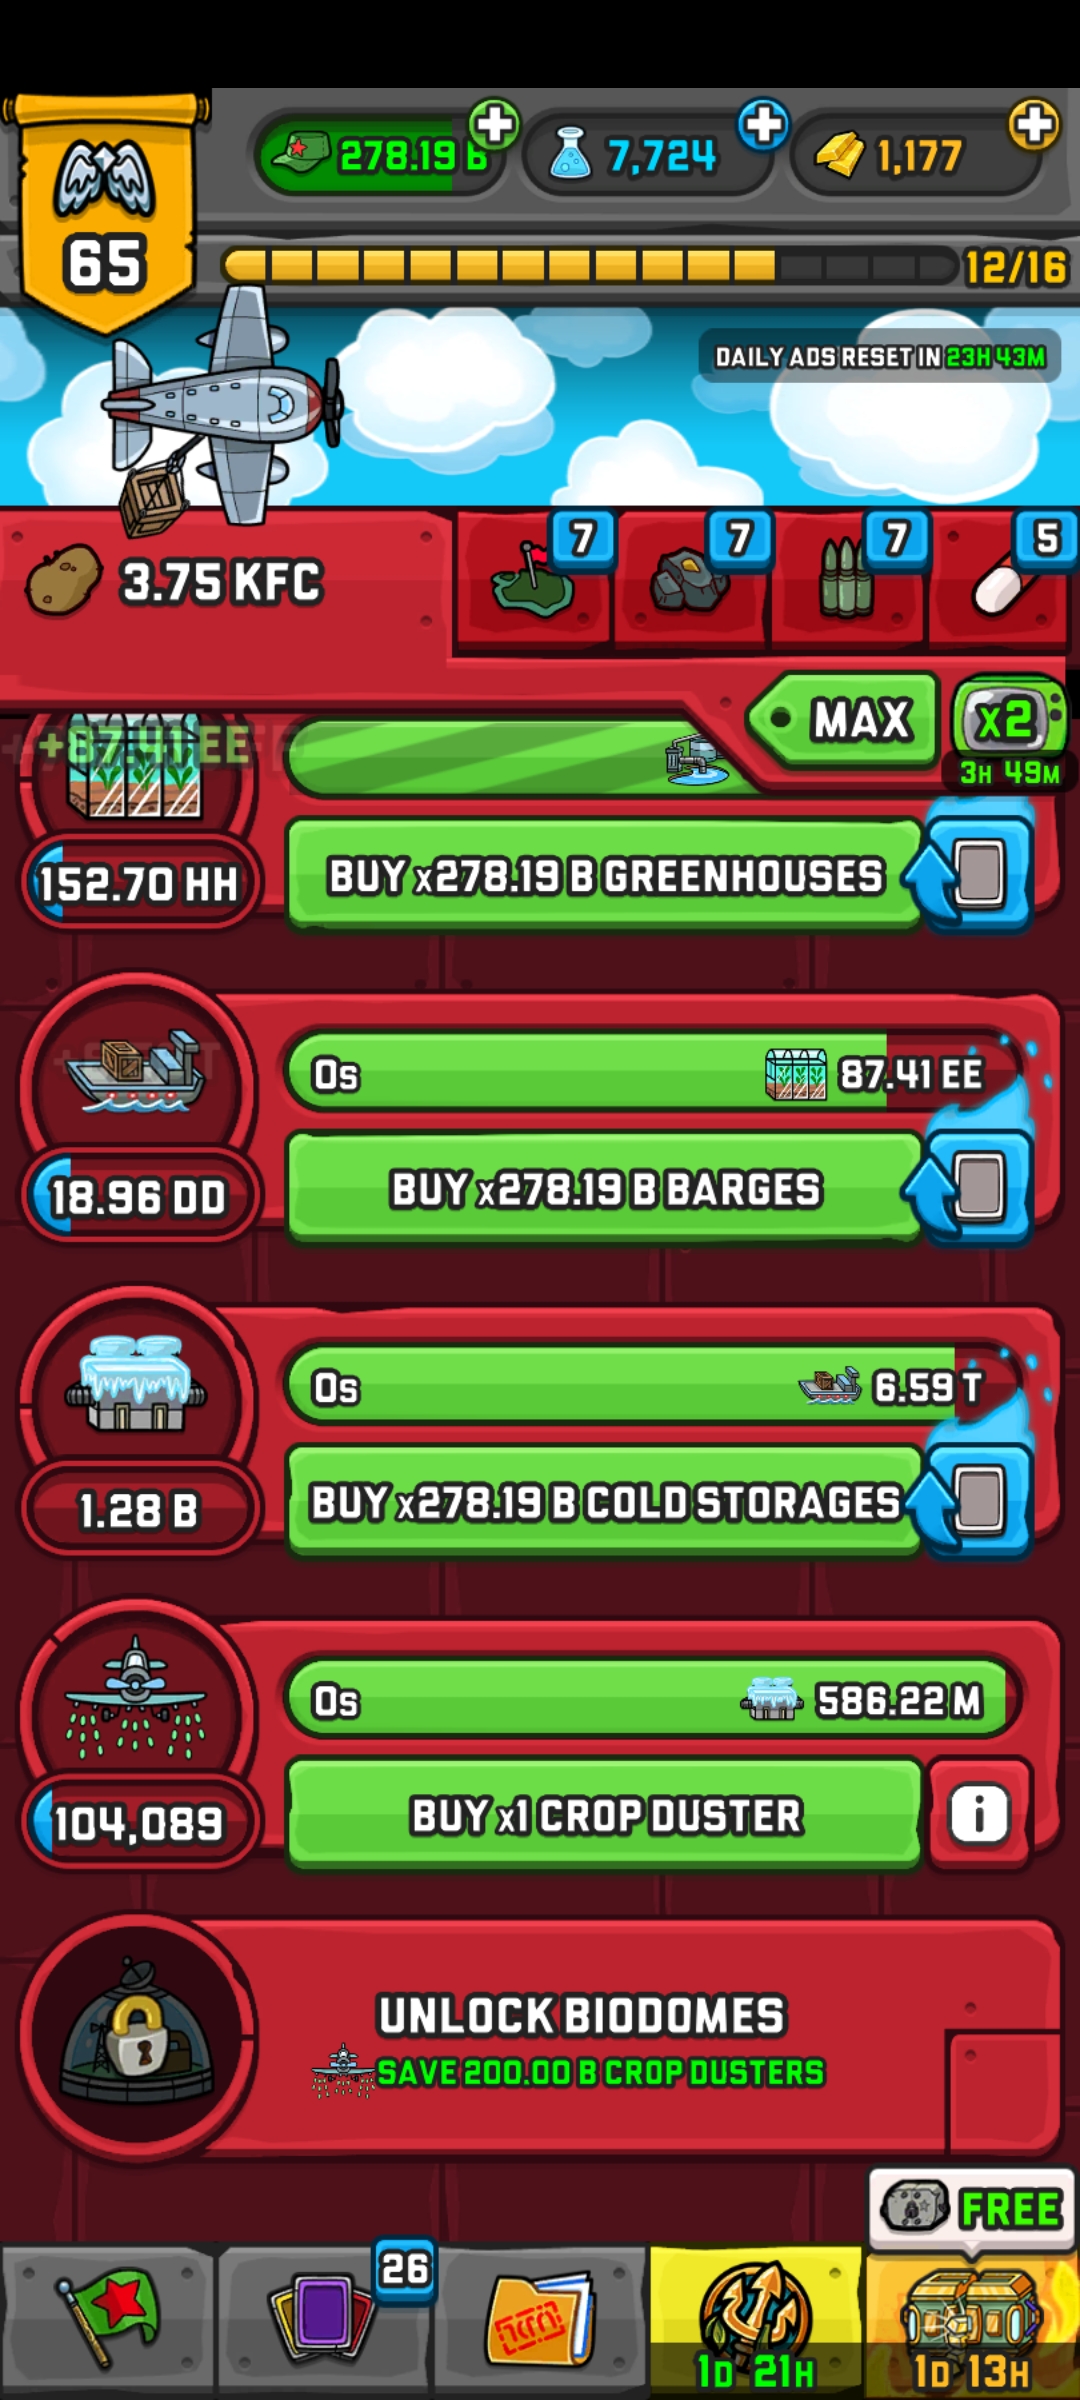 278.19 B
7,724
1,177
65
12/16
DAILY ADS RESET IN 23H 43M
3.75 KFC
7
7
7
5
MAX
x2
3H 49M
+87.41 EE
152.70 HH
BUY x278.19 B GREENHOUSES
0s
87.41 EE
18.96 DD
BUY x278.19 B BARGES
0s
6.59 T
1.28 B
BUY x278.19 B COLD STORAGES
0s
586.22 M
104,089
BUY x1 CROP DUSTER
i
UNLOCK BIODOMES
SAVE 200.00 B CROP DUSTERS
FREE
26
1D 21H
1D 13H